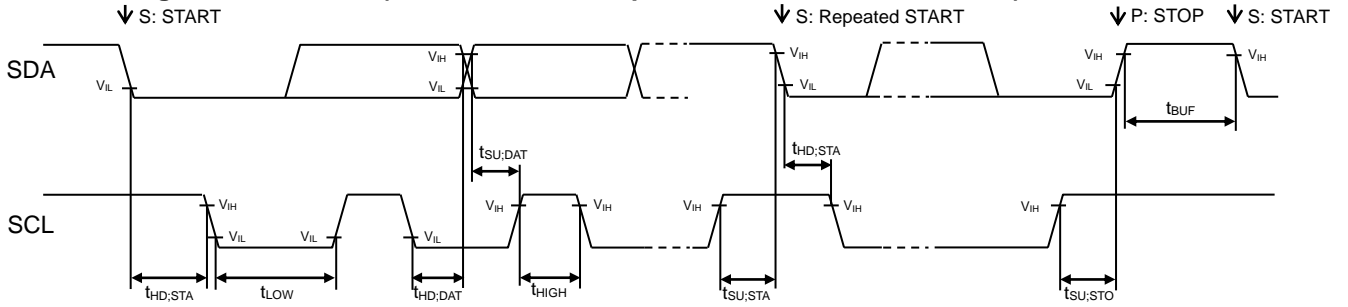 S: START
S: Repeated START
P: STOP
S: START
SDA
VIL
VIH
VIL
VIH
VIL
VIH
VIL
VIH
tBUF
tSU;DAT
tHD;STA
SCL
VIH
VIL
VIL
VIL
VIH
VIH
VIH
VIH
VIH
tHD;STA
tLOW
tHD;DAT
tHIGH
tSU;STA
tSU;STO